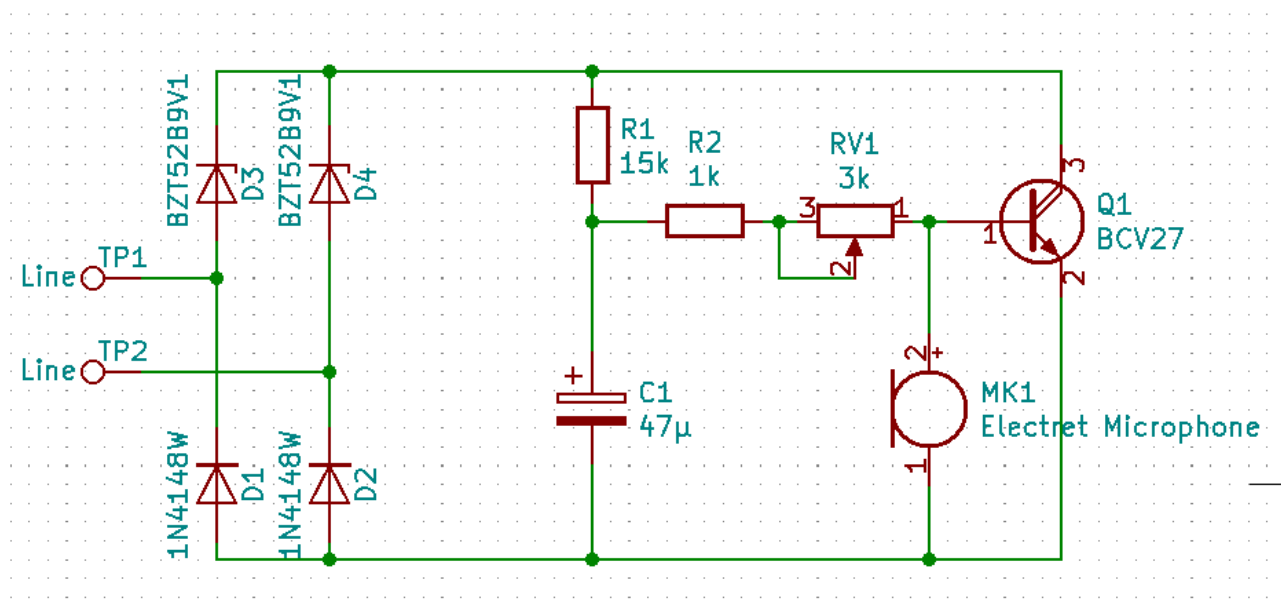 BZT52B9V1
D3
BZT52B9V1
D4
R1
15k
R2
1k
RV1
3k
3
1
2
3
1
2
Q1
BCV27
Line
TP1
Line
TP2
+
C1
47µ
2
+
1
MK1
Electret Microphone
1N4148W
D1
1N4148W
D2